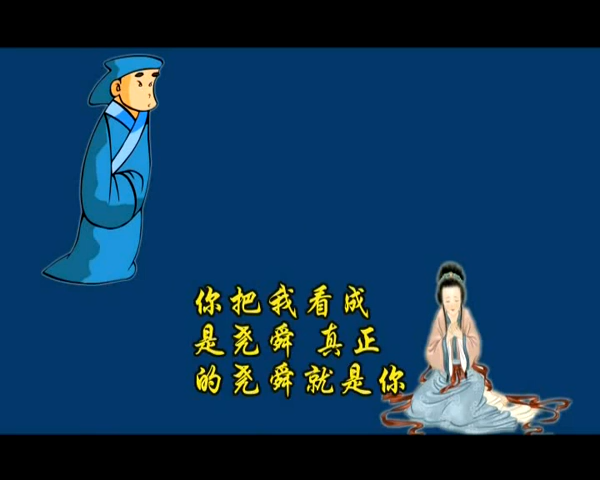 你把我看成
是尧舜 真正
的尧舜就是你